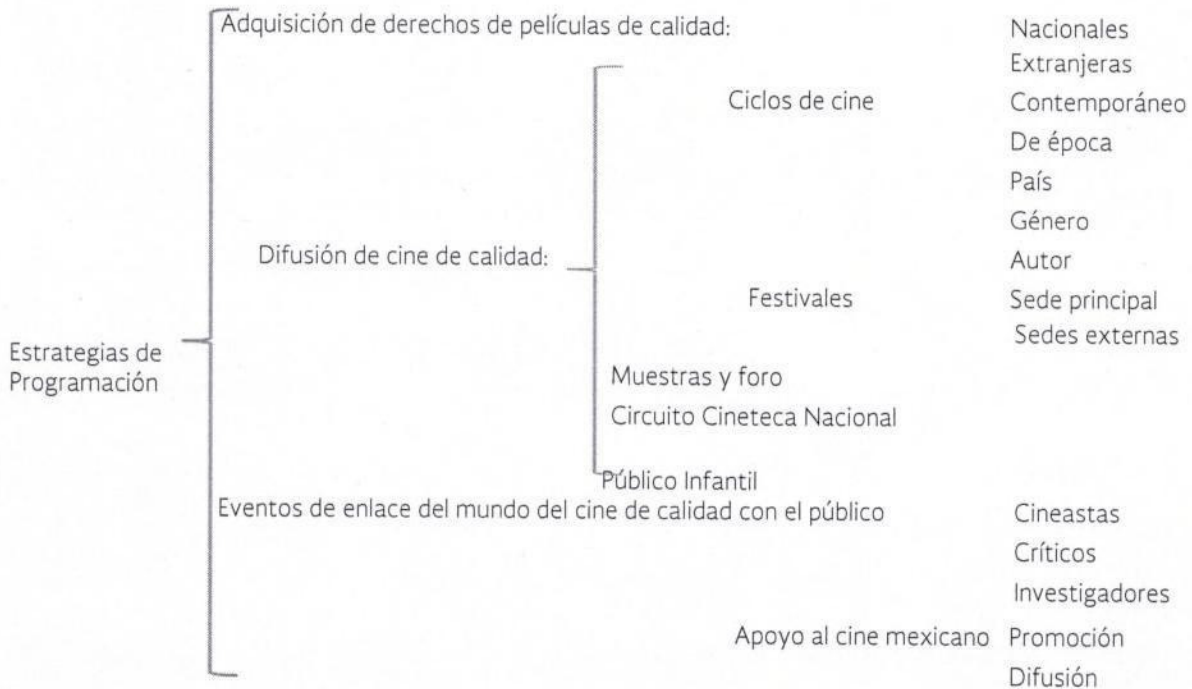 Adquisición de derechos de películas de calidad: Nacionales
Extranjeras
Ciclos de cine Contemporáneo
De época
País
Género
Difusión de cine de calidad:
Autor
Festivales Sede principal
Sedes externas
Estrategias de
Programación
Muestras y foro
Circuito Cineteca Nacional
Público Infantil
Eventos de enlace del mundo del cine de calidad con el público Cineastas
Críticos
Investigadores
Apoyo al cine mexicano Promoción
Difusión